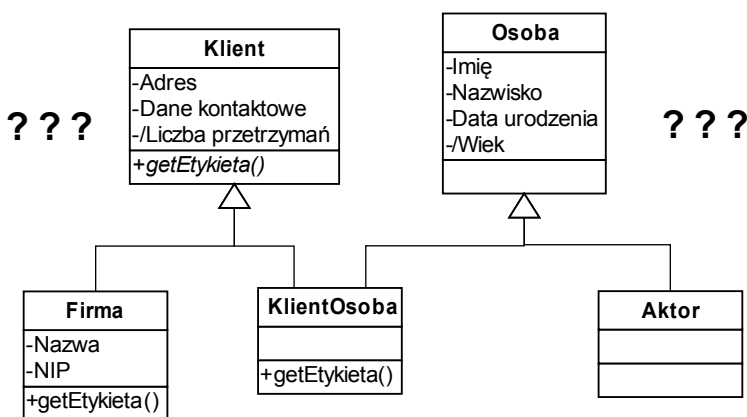 Klient
-Adres
-Dane kontaktowe
-/Liczba przetrzymań
+getEtykieta()
Osoba
-Imię
-Nazwisko
-Data urodzenia
-/Wiek
? ? ?
? ? ?
Firma
-Nazwa
-NIP
+getEtykieta()
KlientOsoba
+getEtykieta()
Aktor